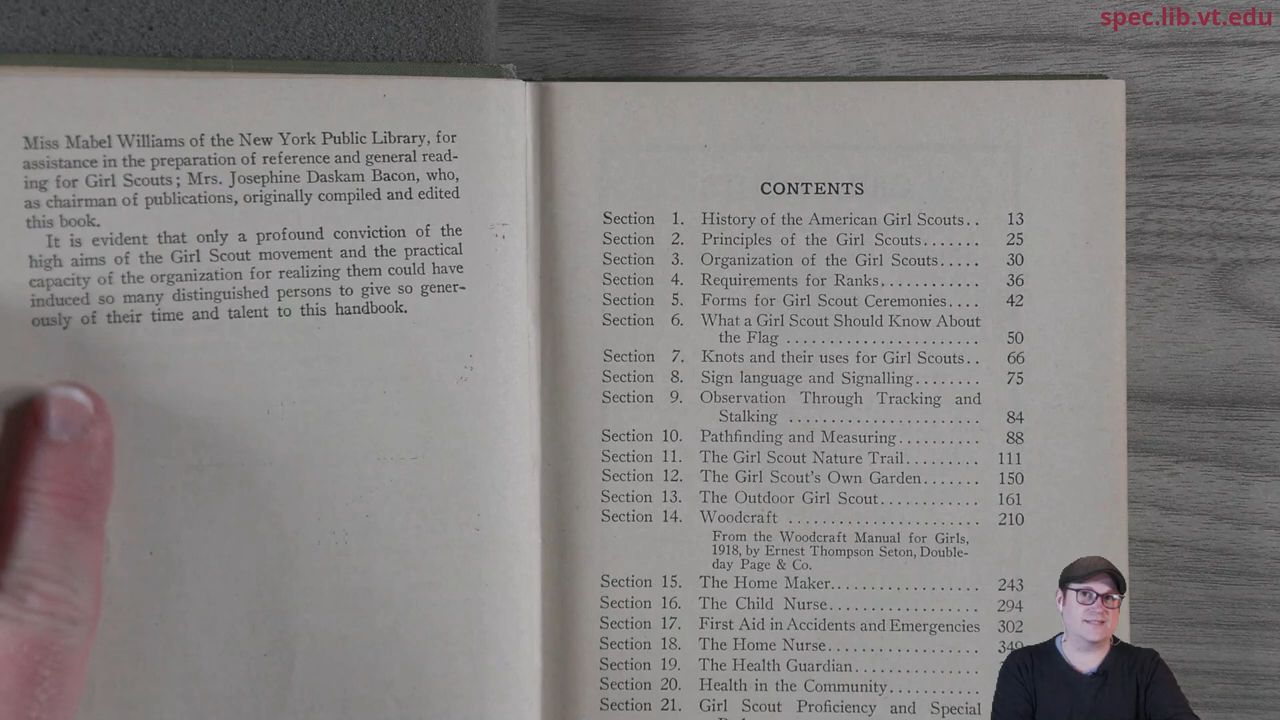 spec.lib.vt.edu
Miss Mabel Williams of the New York Public Library, for
assistance in the preparation of reference and general read-
ing for Girl Scouts; Mrs. Josephine Daskam Bacon, who,
as chairman of publications, originally compiled and edited
this book.
It is evident that only a profound conviction of the
high aims of the Girl Scout movement and the practical
capacity of the organization for realizing them could have
induced so many distinguished persons to give so gener-
ously of their time and talent to this handbook.
CONTENTS
Section 1. History of the American Girl Scouts.. 13
Section 2. Principles of the Girl Scouts....... 25
Section 3. Organization of the Girl Scouts..... 30
Section 4. Requirements for Ranks............ 36
Section 5. Forms for Girl Scout Ceremonies.... 42
Section 6. What a Girl Scout Should Know About
the Flag ........................ 50
Section 7. Knots and their uses for Girl Scouts.. 66
Section 8. Sign language and Signalling........ 75
Section 9. Observation Through Tracking and
Stalking ........................ 84
Section 10. Pathfinding and Measuring.......... 88
Section 11. The Girl Scout Nature Trail......... 111
Section 12. The Girl Scout's Own Garden....... 150
Section 13. The Outdoor Girl Scout............ 161
Section 14. Woodcraft ........................ 210
From the Woodcraft Manual for Girls,
1918, by Ernest Thompson Seton, Double-
day Page & Co.
Section 15. The Home Maker.................. 243
Section 16. The Child Nurse.................. 294
Section 17. First Aid in Accidents and Emergencies 302
Section 18. The Home Nurse.................. 349
Section 19. The Health Guardian...............
Section 20. Health in the Community..........
Section 21. Girl Scout Proficiency and Special